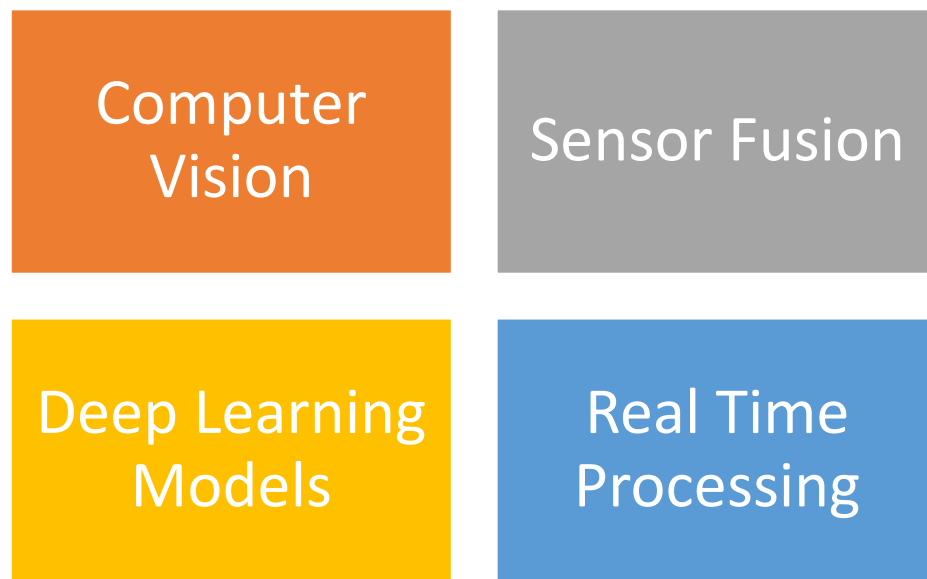 Computer
Vision
Sensor Fusion
Deep Learning
Models
Real Time
Processing